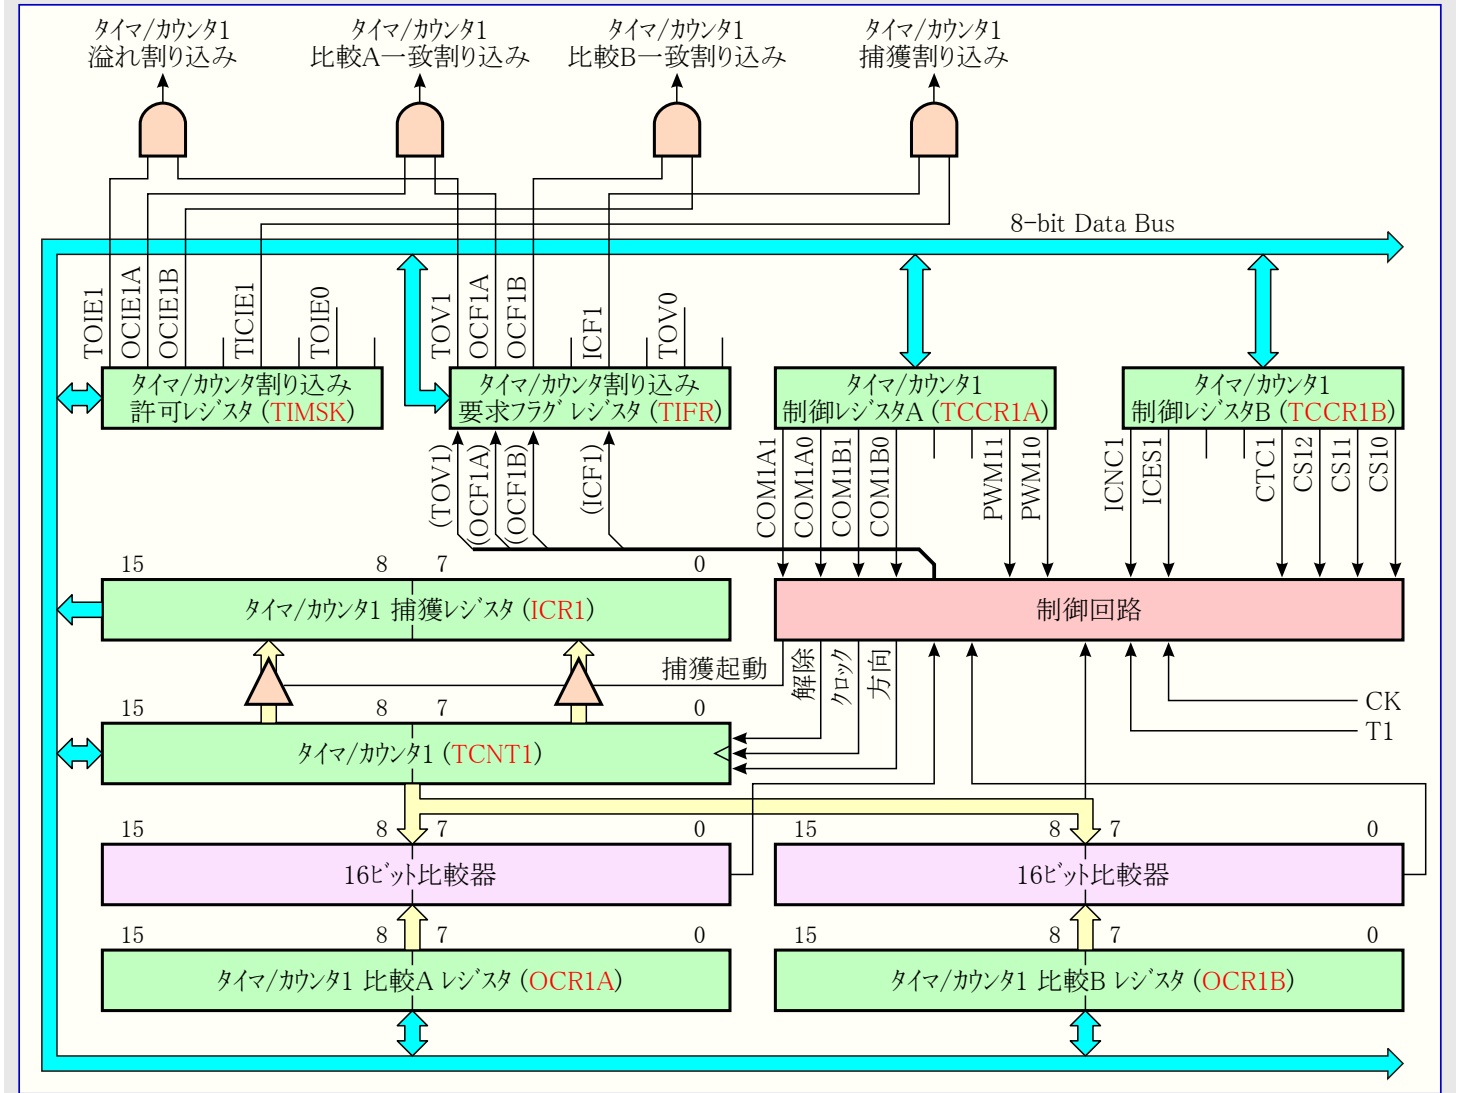 タイマ/カウンタ1
溢れ割り込み
タイマ/カウンタ1
比較A一致割り込み
タイマ/カウンタ1
比較B一致割り込み
タイマ/カウンタ1
捕獲割り込み
8-bit Data Bus
TOIE1
OCIE1A
OCIE1B
TICIE1
TOIE0
TOV1
OCF1A
OCF1B
ICF1
TOV0
タイマ/カウンタ割り込み
許可レジスタ (TIMSK)
タイマ/カウンタ割り込み
要求フラグ レジスタ (TIFR)
タイマ/カウンタ1
制御レジスタA (TCCR1A)
タイマ/カウンタ1
制御レジスタB (TCCR1B)
(TOV1)
(OCF1A)
(OCF1B)
(ICF1)
COM1A1
COM1A0
COM1B1
COM1B0
PWM11
PWM10
ICNC1
ICES1
CTC1
CS12
CS11
CS10
15 8 7 0
タイマ/カウンタ1 捕獲レジスタ (ICR1)
制御回路
捕獲起動
解除
クロック
方向
CK
T1
15 8 7 0
タイマ/カウンタ1 (TCNT1)
15 8 7 0
16ビット比較器
15 8 7 0
16ビット比較器
15 8 7 0
タイマ/カウンタ1 比較A レジスタ (OCR1A)
15 8 7 0
タイマ/カウンタ1 比較B レジスタ (OCR1B)